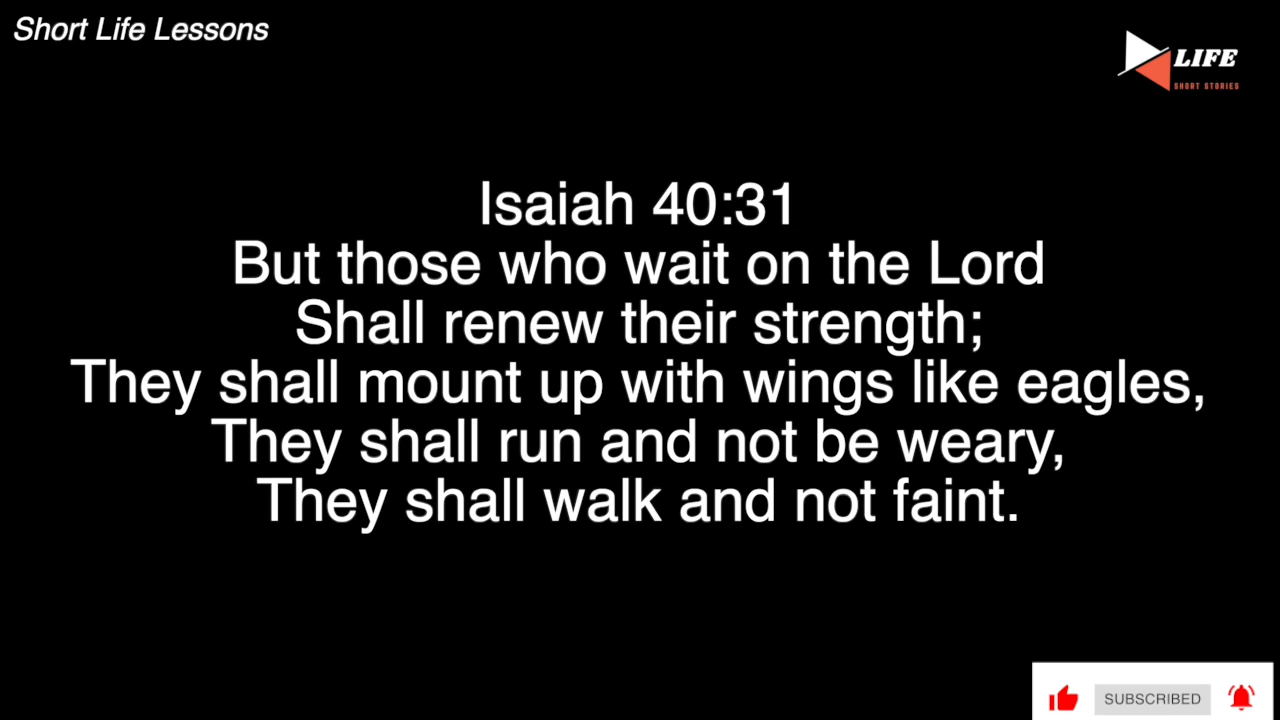 Short Life Lessons
LIFE
SHORT STORIES
Isaiah 40:31
But those who wait on the Lord
Shall renew their strength;
They shall mount up with wings like eagles,
They shall run and not be weary,
They shall walk and not faint.
SUBSCRIBED